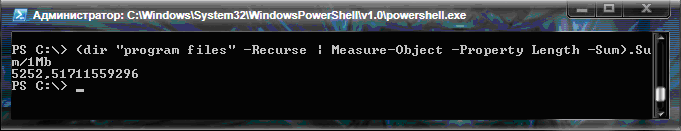 Администратор: C:\Windows\System32\WindowsPowerShell\v1.0\powershell.exe
PS C:\> (dir "program files" -Recurse | Measure-Object -Property Length -Sum).Su
m/1Mb
5252,51711559296
PS C:\> _